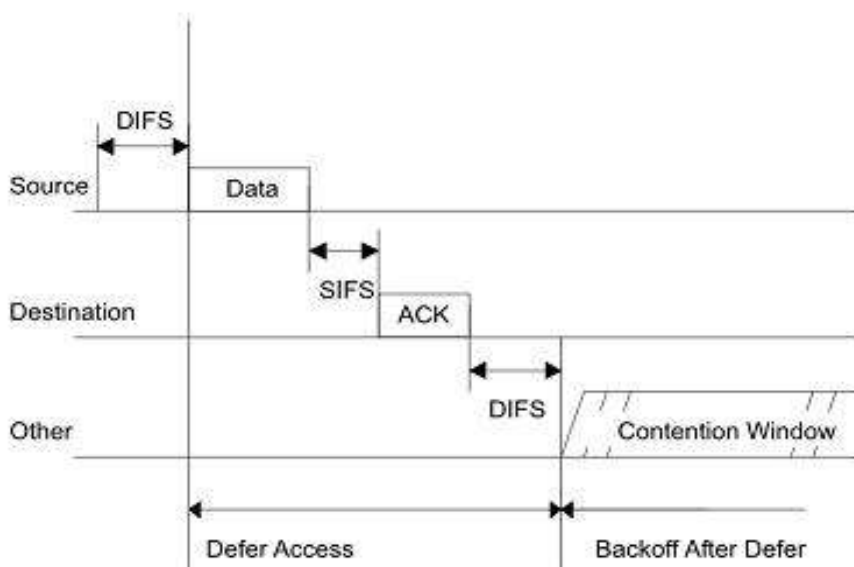 DIFS
Source
Data
SIFS
Destination
ACK
DIFS
Other
Contention Window
Defer Access
Backoff After Defer